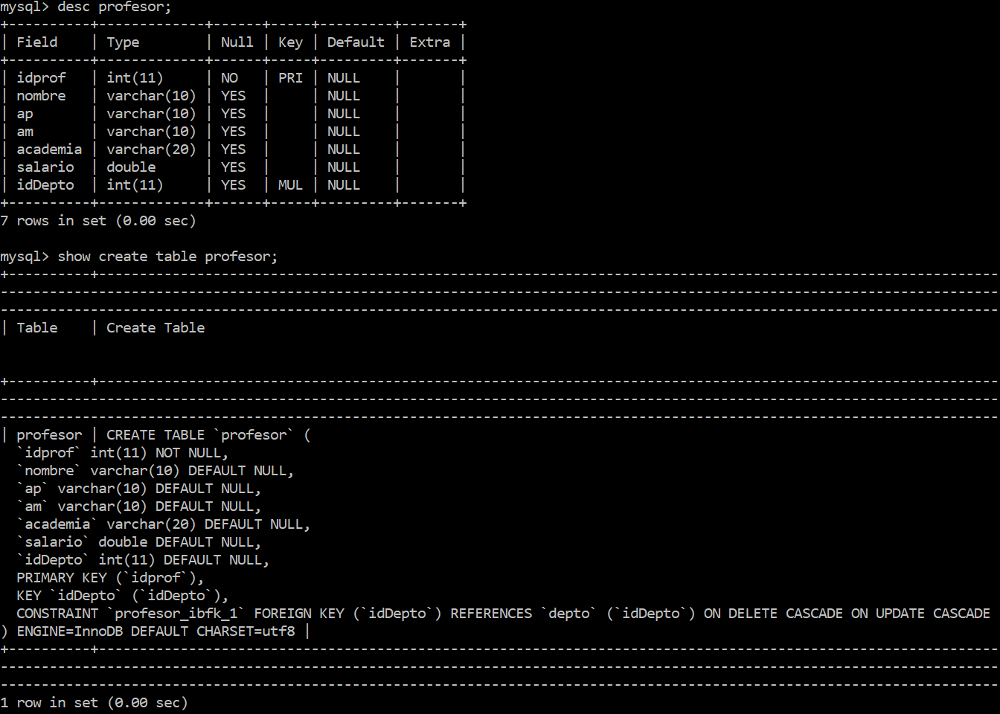 mysql> desc profesor;
+----------+-------------+------+-----+---------+-------+
| Field    | Type        | Null | Key | Default | Extra |
+----------+-------------+------+-----+---------+-------+
| idprof   | int(11)     | NO   | PRI | NULL    |       |
| nombre   | varchar(10) | YES  |     | NULL    |       |
| ap       | varchar(10) | YES  |     | NULL    |       |
| am       | varchar(10) | YES  |     | NULL    |       |
| academia | varchar(20) | YES  |     | NULL    |       |
| salario  | double      | YES  |     | NULL    |       |
| idDepto  | int(11)     | YES  | MUL | NULL    |       |
+----------+-------------+------+-----+---------+-------+
7 rows in set (0.00 sec)
mysql> show create table profesor;
+----------+--------------------------------------------------------------------------------------------------------------
--------------------------------------------------------------------------------------------------------------------------
--------------------------------------------------------------------------------------------------------------------------
| Table    | Create Table
+----------+--------------------------------------------------------------------------------------------------------------
--------------------------------------------------------------------------------------------------------------------------
--------------------------------------------------------------------------------------------------------------------------
| profesor | CREATE TABLE `profesor` (
  `idprof` int(11) NOT NULL,
  `nombre` varchar(10) DEFAULT NULL,
  `ap` varchar(10) DEFAULT NULL,
  `am` varchar(10) DEFAULT NULL,
  `academia` varchar(20) DEFAULT NULL,
  `salario` double DEFAULT NULL,
  `idDepto` int(11) DEFAULT NULL,
  PRIMARY KEY (`idprof`),
  KEY `idDepto` (`idDepto`),
  CONSTRAINT `profesor_ibfk_1` FOREIGN KEY (`idDepto`) REFERENCES `depto` (`idDepto`) ON DELETE CASCADE ON UPDATE CASCADE
) ENGINE=InnoDB DEFAULT CHARSET=utf8 |
+----------+--------------------------------------------------------------------------------------------------------------
--------------------------------------------------------------------------------------------------------------------------
--------------------------------------------------------------------------------------------------------------------------
1 row in set (0.00 sec)